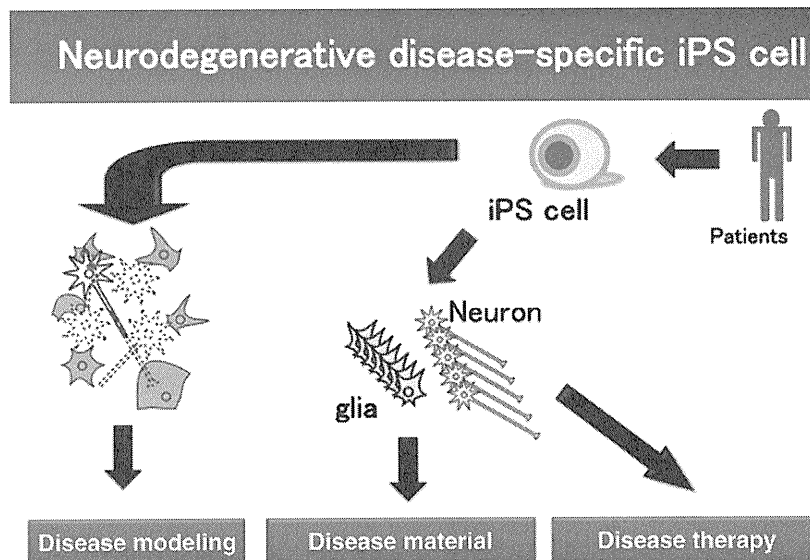 Neurodegenerative disease-specific iPS cell
iPS cell
Patients
Neuron
glia
Disease modeling
Disease material
Disease therapy